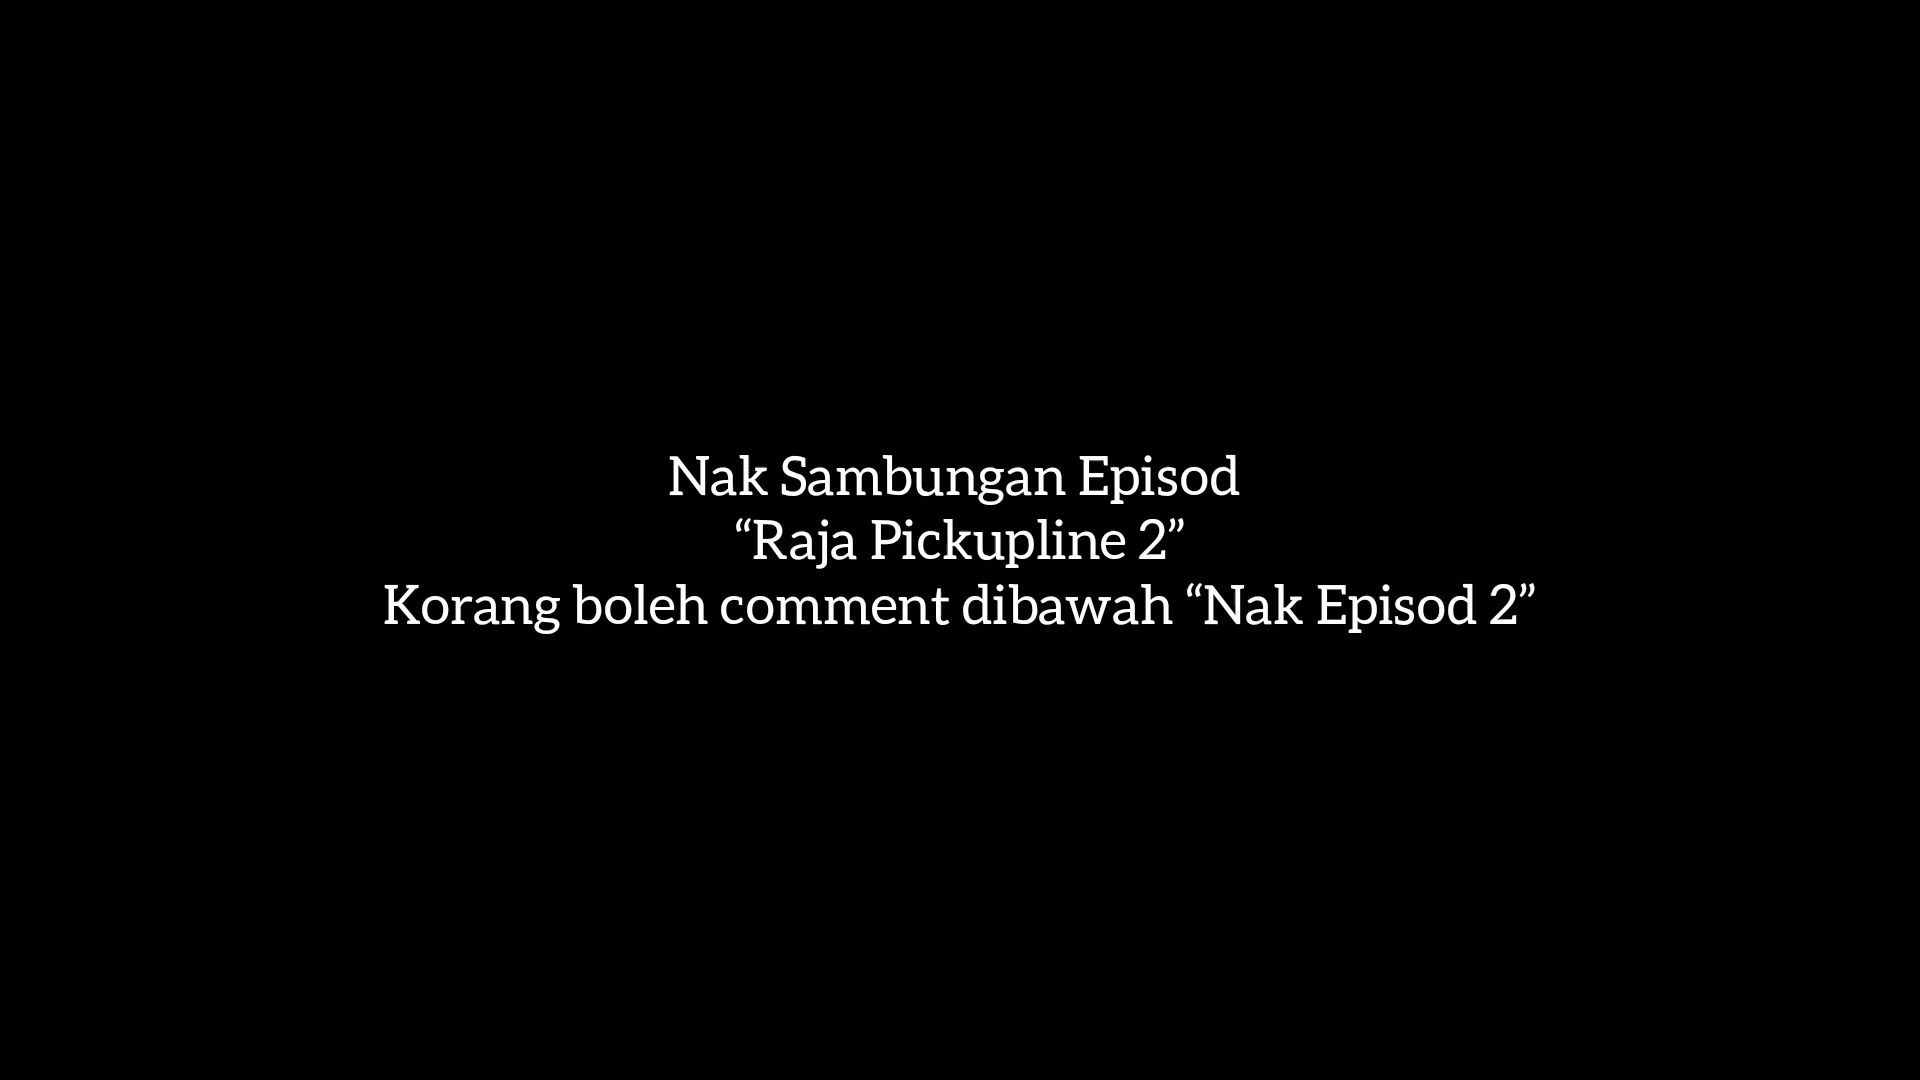 Nak Sambungan Episod
“Raja Pickupline 2”
Korang boleh comment dibawah “Nak Episod 2”